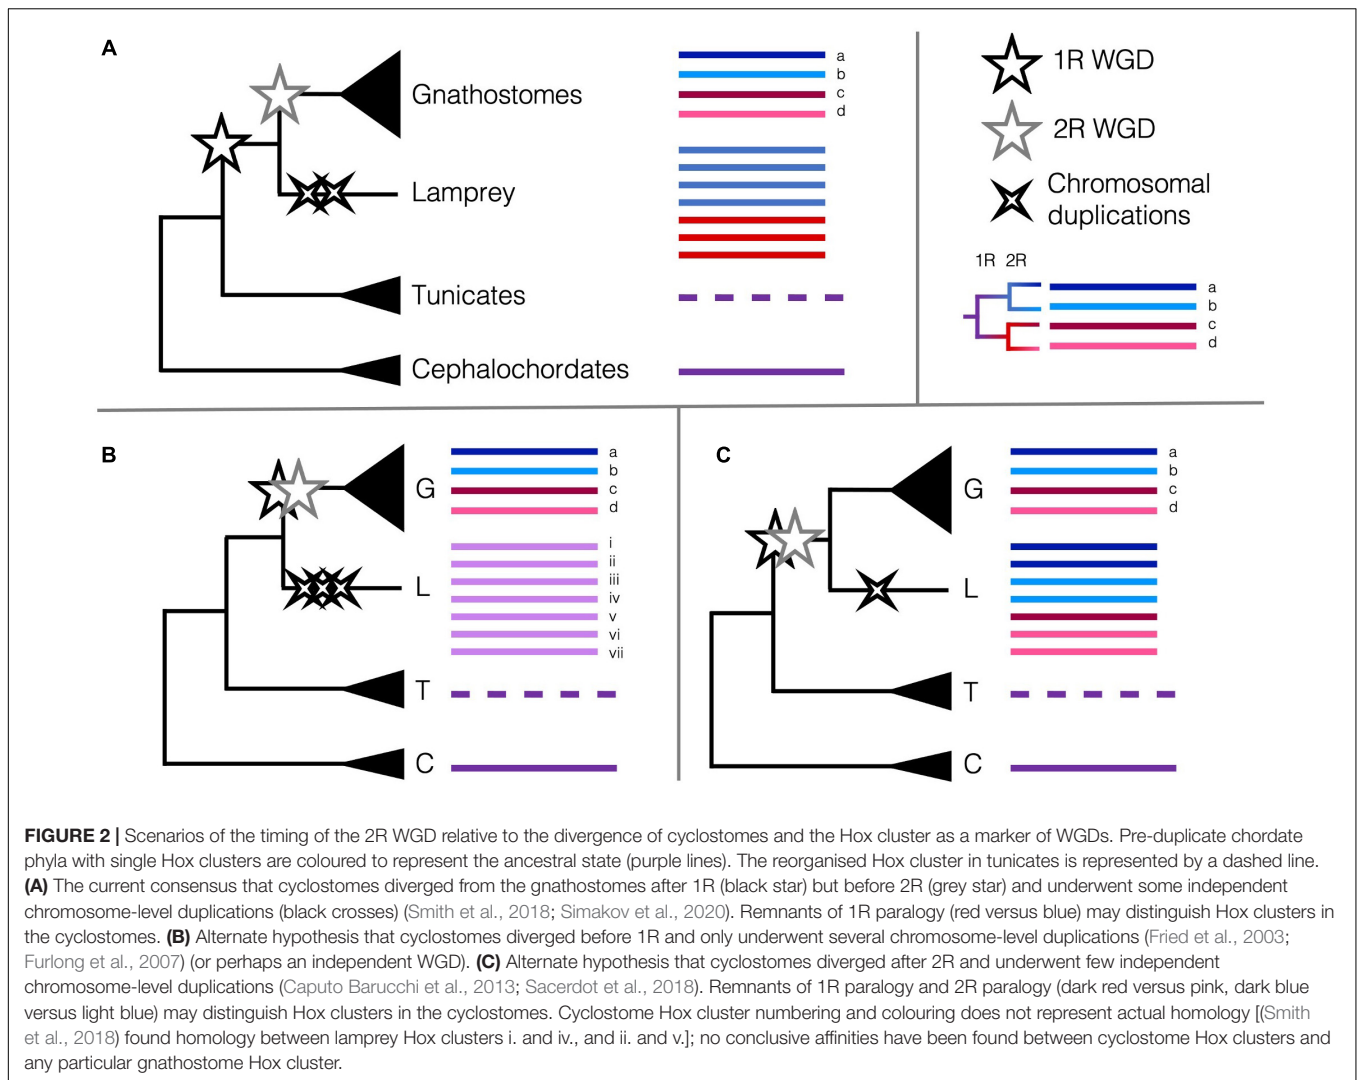 A
Gnathostomes
Lamprey
Tunicates
Cephalochordates
a
b
c
d
1R WGD
2R WGD
Chromosomal
duplications
1R 2R
a
b
c
d
B
G
L
T
C
a
b
c
d
i
ii
iii
iv
v
vi
vii
C
G
L
T
C
a
b
c
d
FIGURE 2 | Scenarios of the timing of the 2R WGD relative to the divergence of cyclostomes and the Hox cluster as a marker of WGDs. Pre-duplicate chordate
phyla with single Hox clusters are coloured to represent the ancestral state (purple lines). The reorganised Hox cluster in tunicates is represented by a dashed line.
(A) The current consensus that cyclostomes diverged from the gnathostomes after 1R (black star) but before 2R (grey star) and underwent some independent
chromosome-level duplications (black crosses) (Smith et al., 2018; Simakov et al., 2020). Remnants of 1R paralogy (red versus blue) may distinguish Hox clusters in
the cyclostomes. (B) Alternate hypothesis that cyclostomes diverged before 1R and only underwent several chromosome-level duplications (Fried et al., 2003;
Furlong et al., 2007) (or perhaps an independent WGD). (C) Alternate hypothesis that cyclostomes diverged after 2R and underwent few independent
chromosome-level duplications (Caputo Barucchi et al., 2013; Sacerdot et al., 2018). Remnants of 1R paralogy and 2R paralogy (dark red versus pink, dark blue
versus light blue) may distinguish Hox clusters in the cyclostomes. Cyclostome Hox cluster numbering and colouring does not represent actual homology [(Smith
et al., 2018) found homology between lamprey Hox clusters i. and iv., and ii. and v.]; no conclusive affinities have been found between cyclostome Hox clusters and
any particular gnathostome Hox cluster.